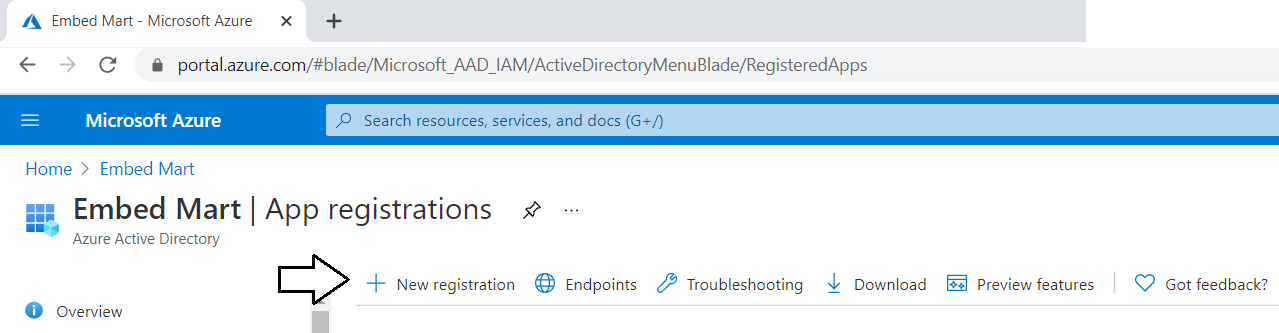 Embed Mart - Microsoft Azure
portal.azure.com/#blade/Microsoft_AAD_IAM/ActiveDirectoryMenuBlade/RegisteredApps
Microsoft Azure
Search resources, services, and docs (G+/)
Home > Embed Mart
Embed Mart | App registrations
Azure Active Directory
New registration Endpoints Troubleshooting Download Preview features Got feedback?
Overview